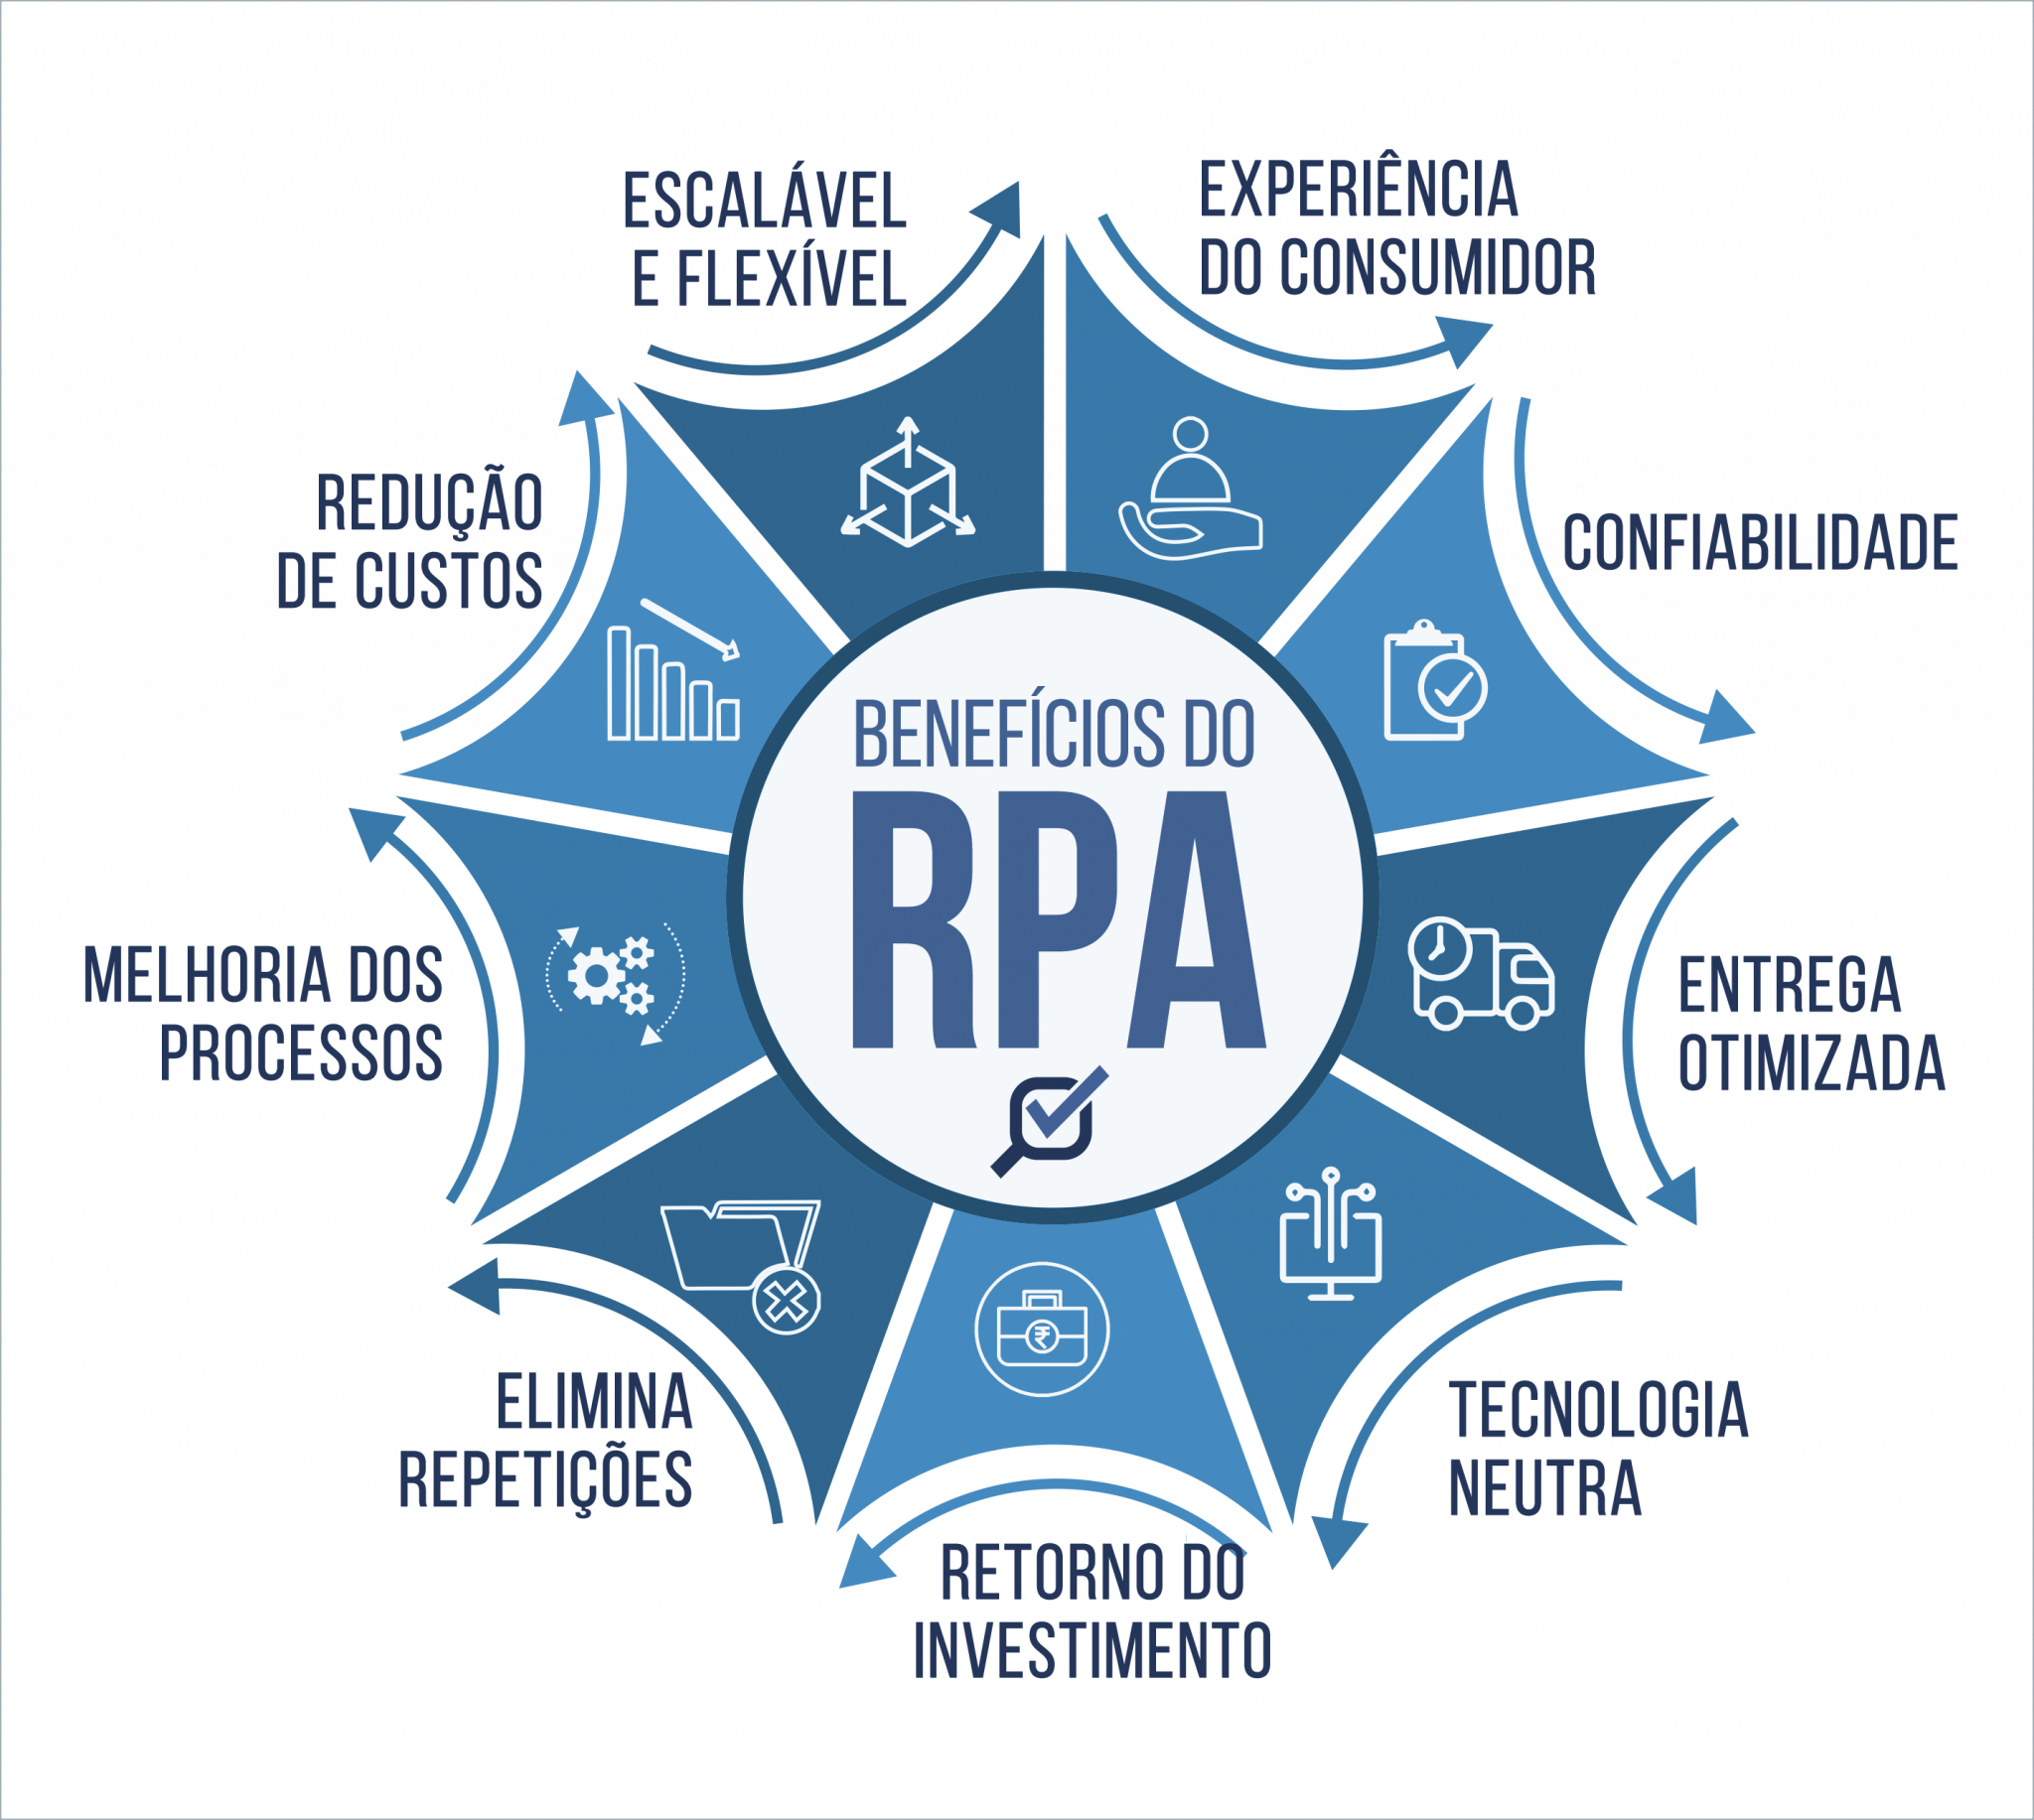 ESCALÁVEL
E FLEXÍVEL
EXPERIÊNCIA
DO CONSUMIDOR
REDUÇÃO
DE CUSTOS
CONFIABILIDADE
BENEFÍCIOS DO
RPA
MELHORIA DOS
PROCESSOS
ENTREGA
OTIMIZADA
ELIMINA
REPETIÇÕES
TECNOLOGIA
NEUTRA
RETORNO DO
INVESTIMENTO